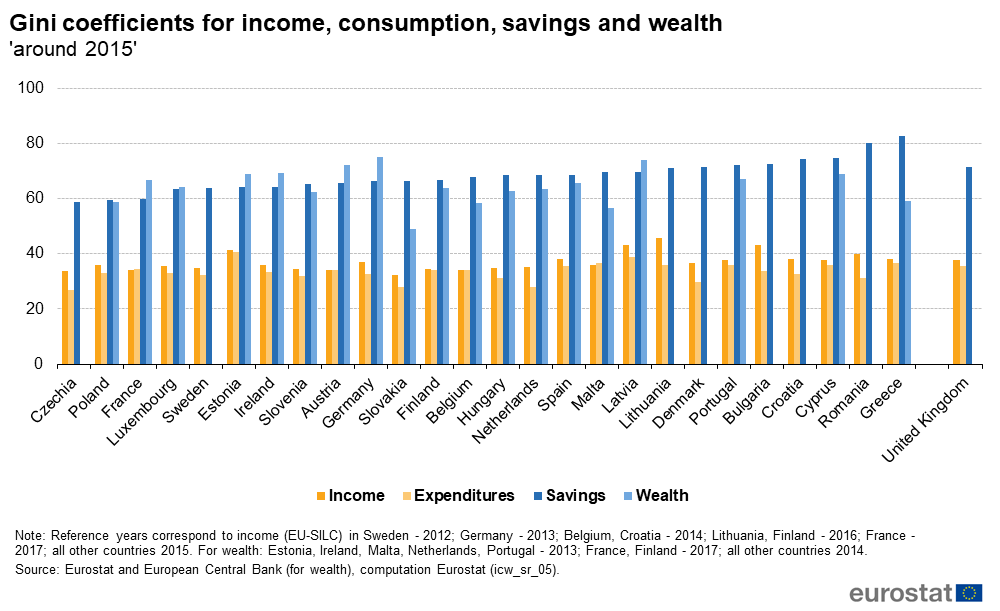 Gini coefficients for income, consumption, savings and wealth
'around 2015'
100
80
60
40
20
0
Czechia
Poland
France
Luxembourg
Sweden
Estonia
Ireland
Slovenia
Austria
Germany
Slovakia
Finland
Belgium
Hungary
Netherlands
Spain
Malta
Latvia
Lithuania
Denmark
Portugal
Bulgaria
Croatia
Cyprus
Romania
Greece
United Kingdom
Income Expenditures Savings Wealth
Note: Reference years correspond to income (EU-SILC) in Sweden - 2012; Germany - 2013; Belgium, Croatia - 2014; Lithuania, Finland - 2016; France -
2017; all other countries 2015. For wealth: Estonia, Ireland, Malta, Netherlands, Portugal - 2013; France, Finland - 2017; all other countries 2014.
Source: Eurostat and European Central Bank (for wealth), computation Eurostat (icw_sr_05).
eurostat